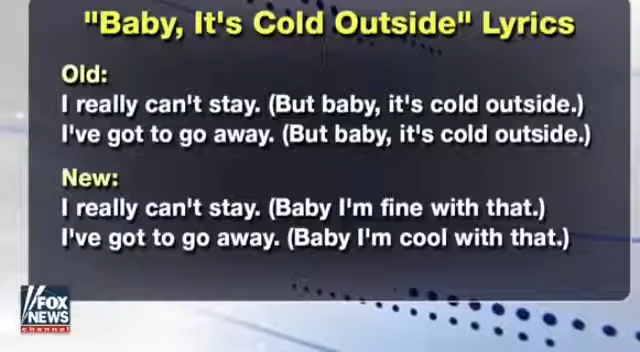 "Baby, It's Cold Outside" Lyrics
Old:
I really can't stay. (But baby, it's cold outside.)
I've got to go away. (But baby, it's cold outside.)
New:
I really can't stay. (Baby I'm fine with that.)
I've got to go away. (Baby I'm cool with that.)
FOX
NEWS
channel